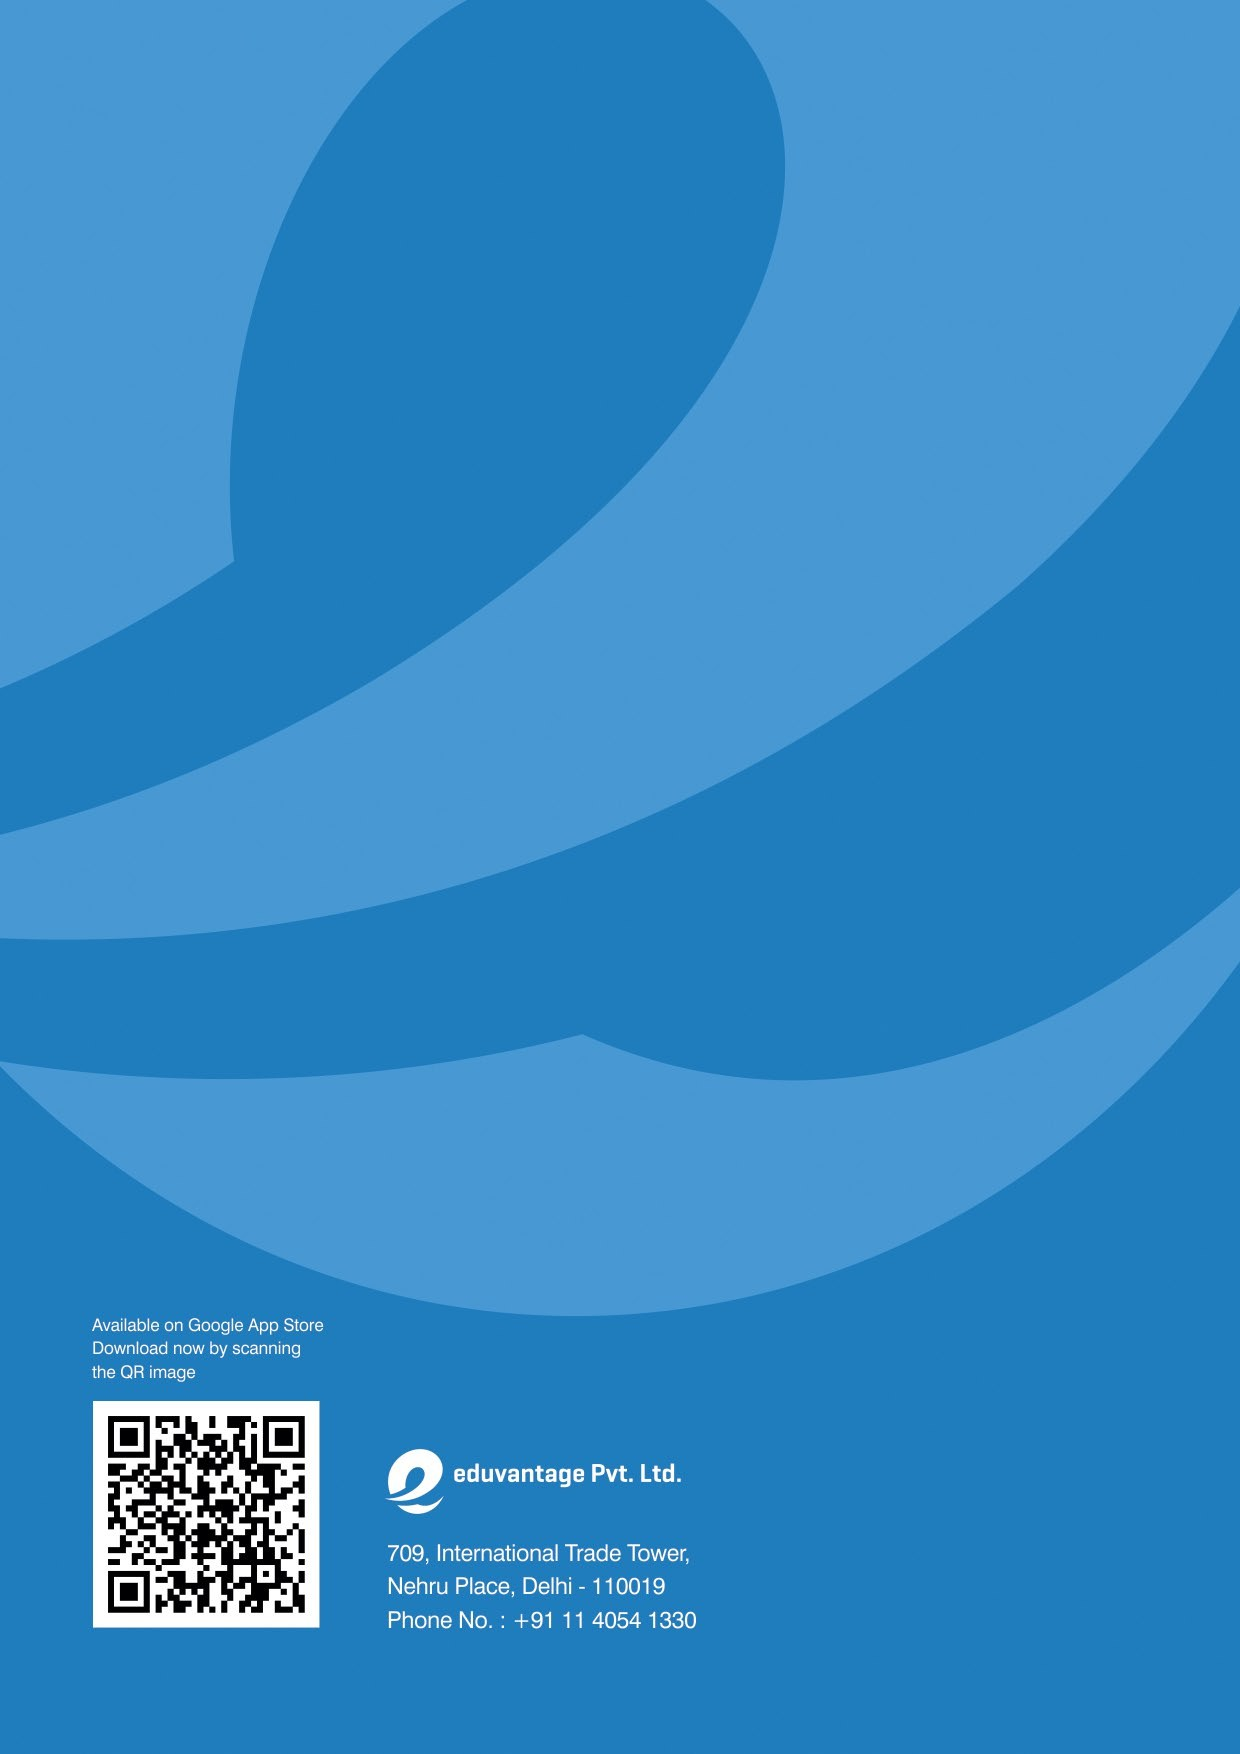 Available on Google App Store
Download now by scanning
the QR image
eduvantage Pvt. Ltd.
709, International Trade Tower,
Nehru Place, Delhi - 110019
Phone No. : +91 11 4054 1330